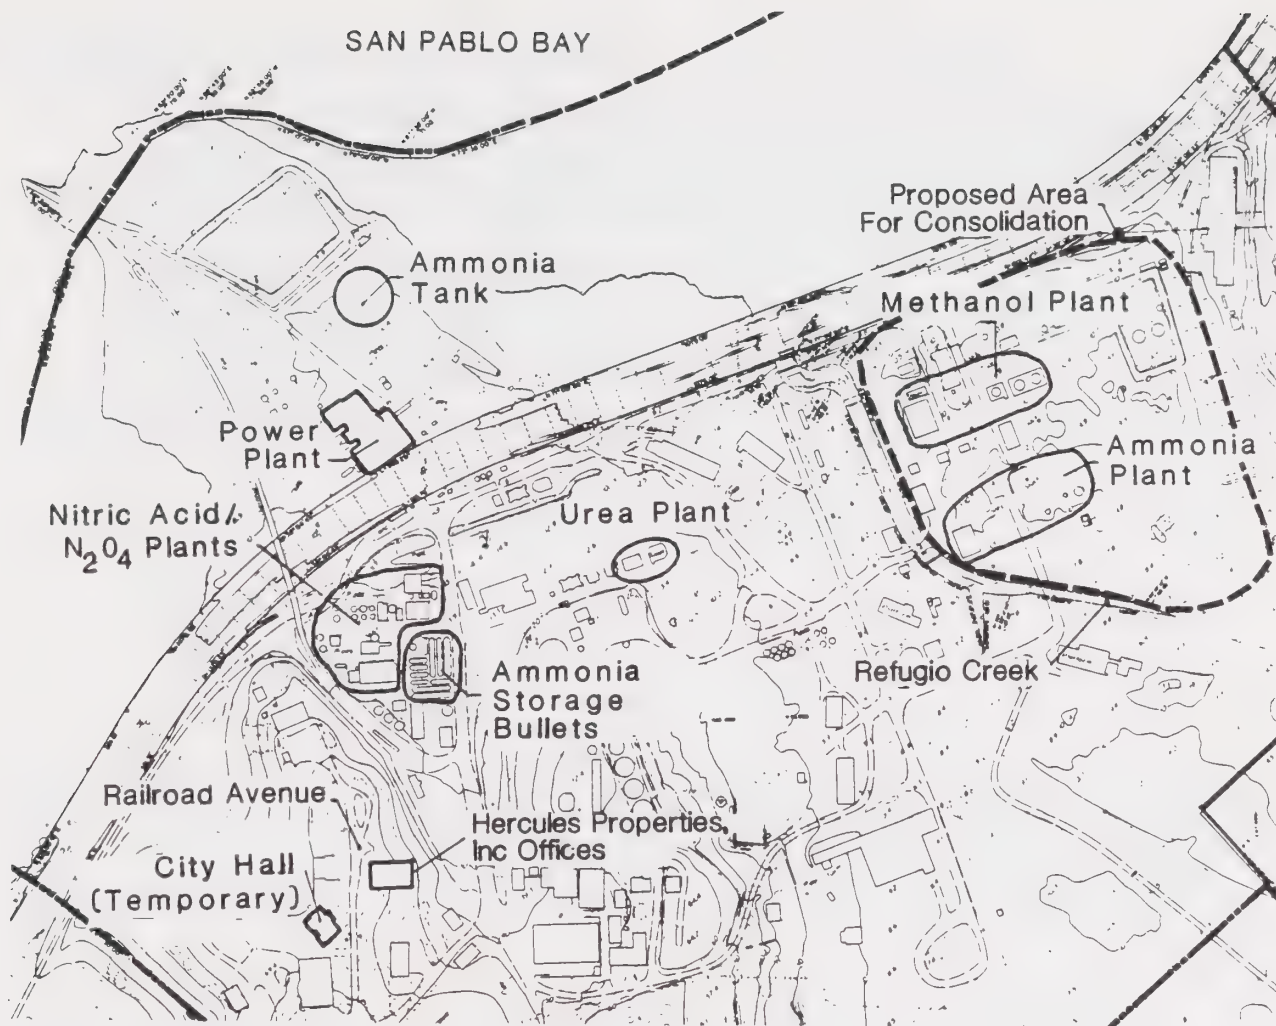 SAN PABLO BAY
Proposed Area
For Consolidation
Ammonia
Tank
Methanol Plant
Power
Plant
Ammonia
Plant
Nitric Acid/
N2O4 Plants
Urea Plant
Ammonia
Storage
Bullets
Refugio Creek
Railroad Avenue
Hercules Properties,
Inc Offices
City Hall
(Temporary)